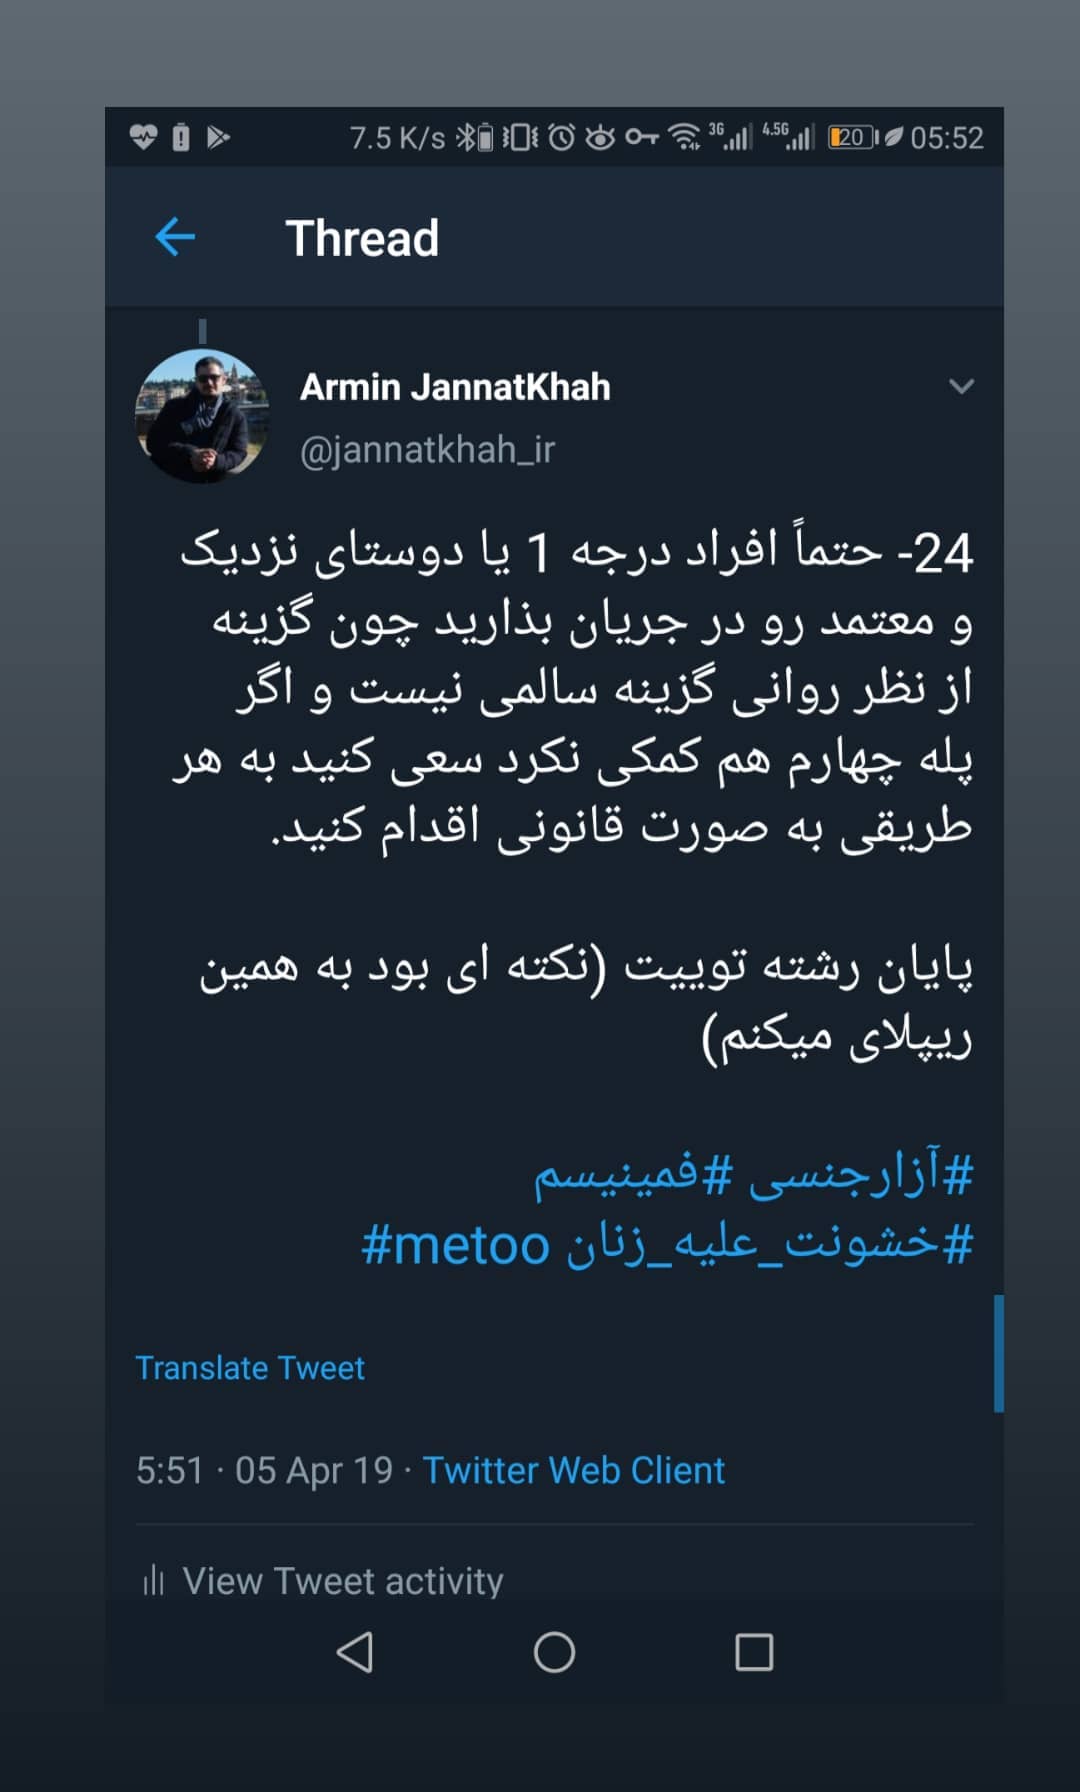 7.5 K/s 3G 4.5G 20 05:52
Thread
Armin JannatKhah
@jannatkhah_ir
24- حتماً افراد درجه 1 یا دوستای نزدیک
و معتمد رو در جریان بذارید چون گزینه
از نظر روانی گزینه سالمی نیست و اگر
پله چهارم هم کمکی نکرد سعی کنید به هر
طریقی به صورت قانونی اقدام کنید.
پایان رشته توییت (نکته ای بود به همین
ریپلای میکنم)
#آزارجنسی #فمینیسم
#خشونت_علیه_زنان #metoo
Translate Tweet
5:51 · 05 Apr 19 · Twitter Web Client
View Tweet activity